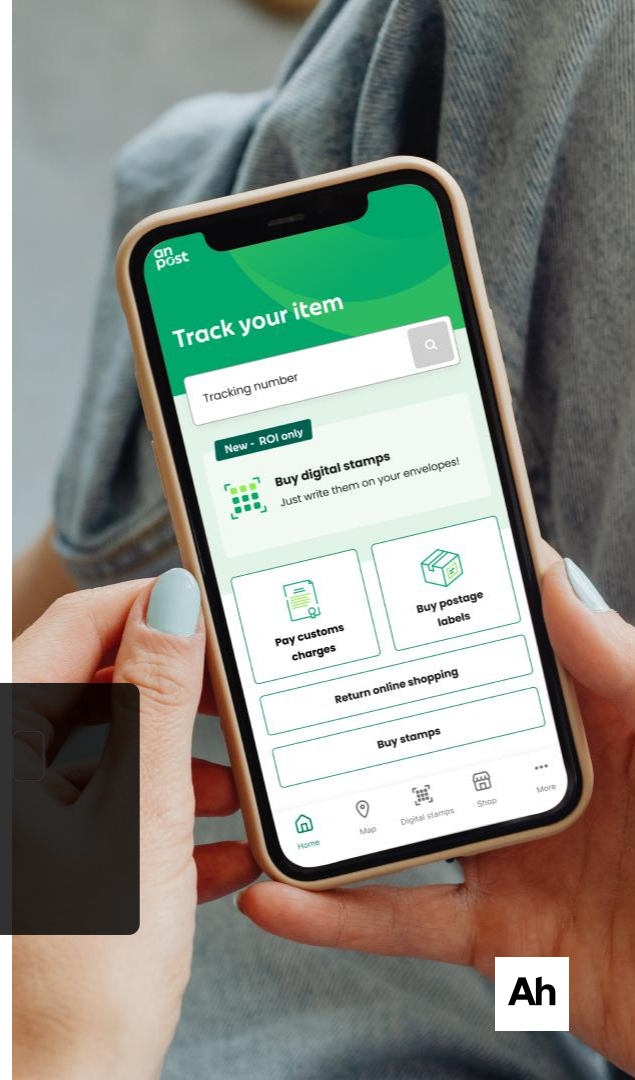 an
post
Track your item
Tracking number
New - ROI only
Buy digital stamps
Just write them on your envelopes!
Pay customs
charges
Buy postage
labels
Return online shopping
Buy stamps
Home
Map
Digital stamps
Shop
More
Ah